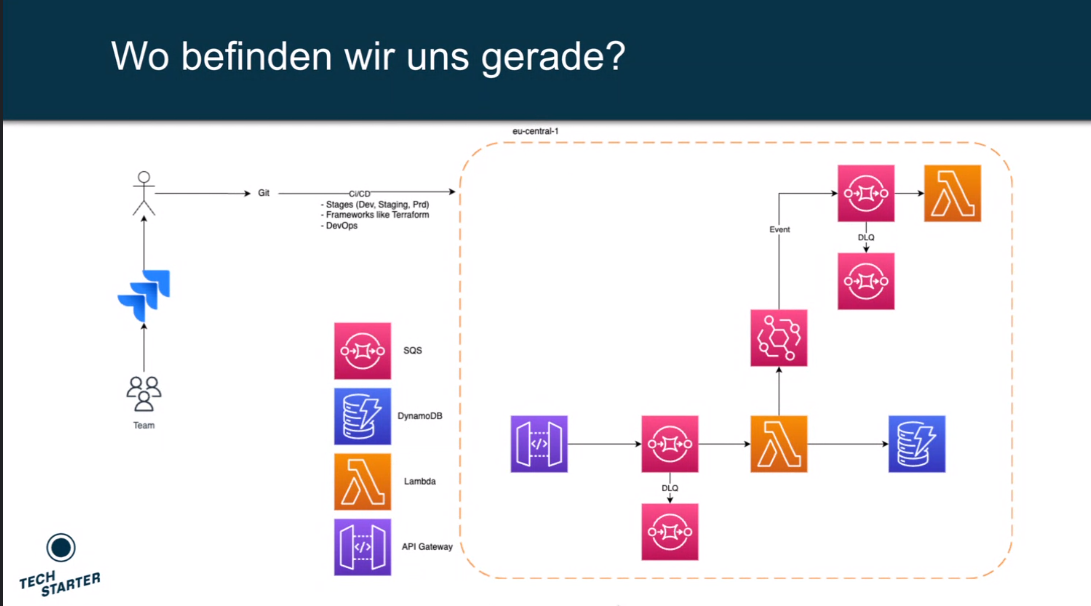 Wo befinden wir uns gerade?
eu-central-1
Git
CI/CD
- Stages (Dev, Staging, Prd)
- Frameworks like Terraform
- DevOps
Event
DLQ
SQS
DynamoDB
Team
Lambda
DLQ
API Gateway
TECH
STARTER